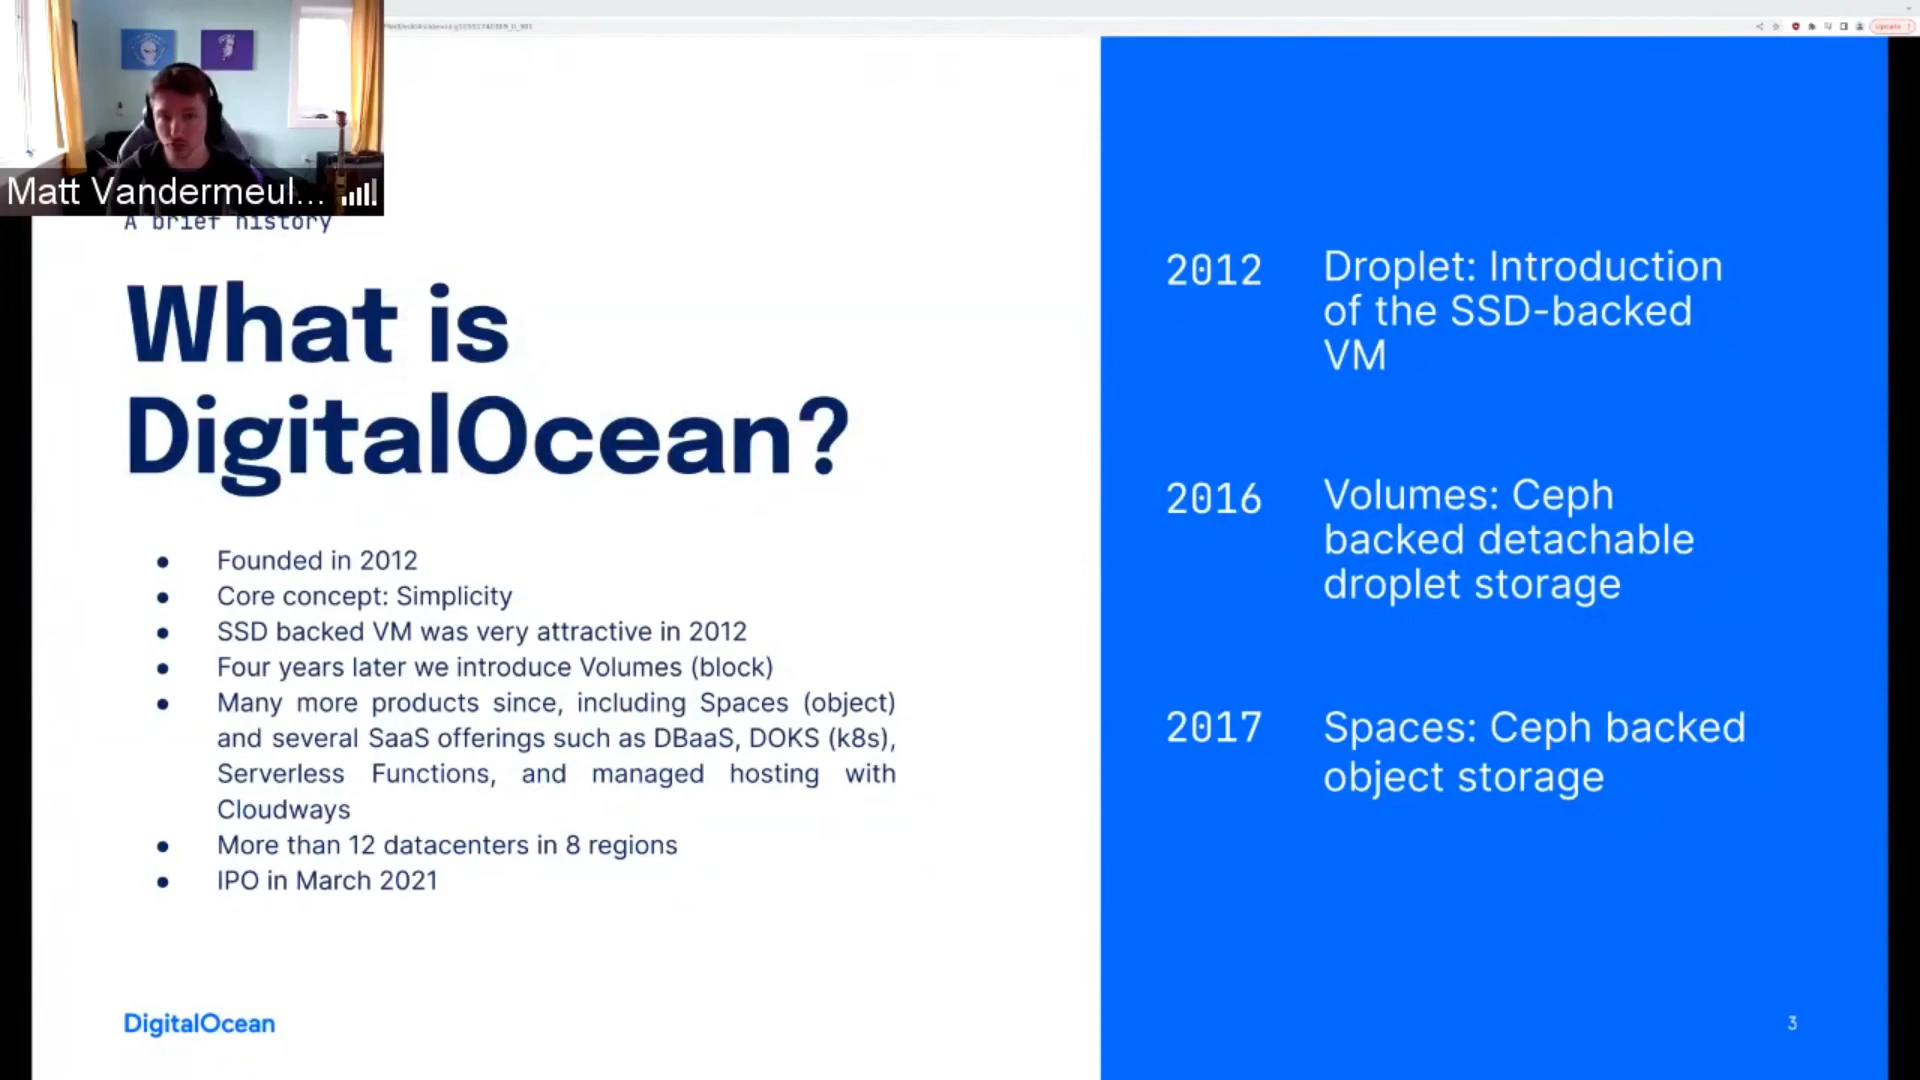 Update
Matt Vandermeul...
A brief history
What is
DigitalOcean?
● Founded in 2012
● Core concept: Simplicity
● SSD backed VM was very attractive in 2012
● Four years later we introduce Volumes (block)
● Many more products since, including Spaces (object)
and several SaaS offerings such as DBaaS, DOKS (k8s),
Serverless Functions, and managed hosting with
Cloudways
● More than 12 datacenters in 8 regions
● IPO in March 2021
DigitalOcean
2012
Droplet: Introduction
of the SSD-backed
VM
2016
Volumes: Ceph
backed detachable
droplet storage
2017
Spaces: Ceph backed
object storage
3